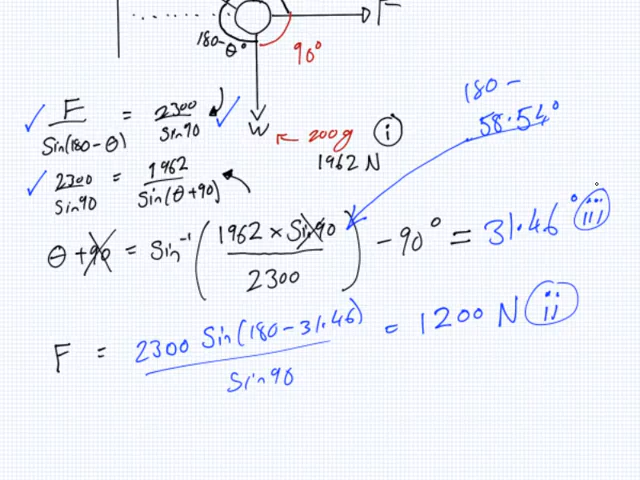 F
180-θ°
90°
W ← 200g (i)
1962 N
✓ F / Sin(180-θ) = 2300 / Sin90 ✓
✓ 2300 / Sin90 = 1962 / Sin(θ+90)
180 -
58.54°
θ + 90 = Sin⁻¹ ( 1962 × Sin90 / 2300 ) - 90° = 31.46° (iii)
F = 2300 Sin(180-31.46) / Sin90 = 1200 N (ii)